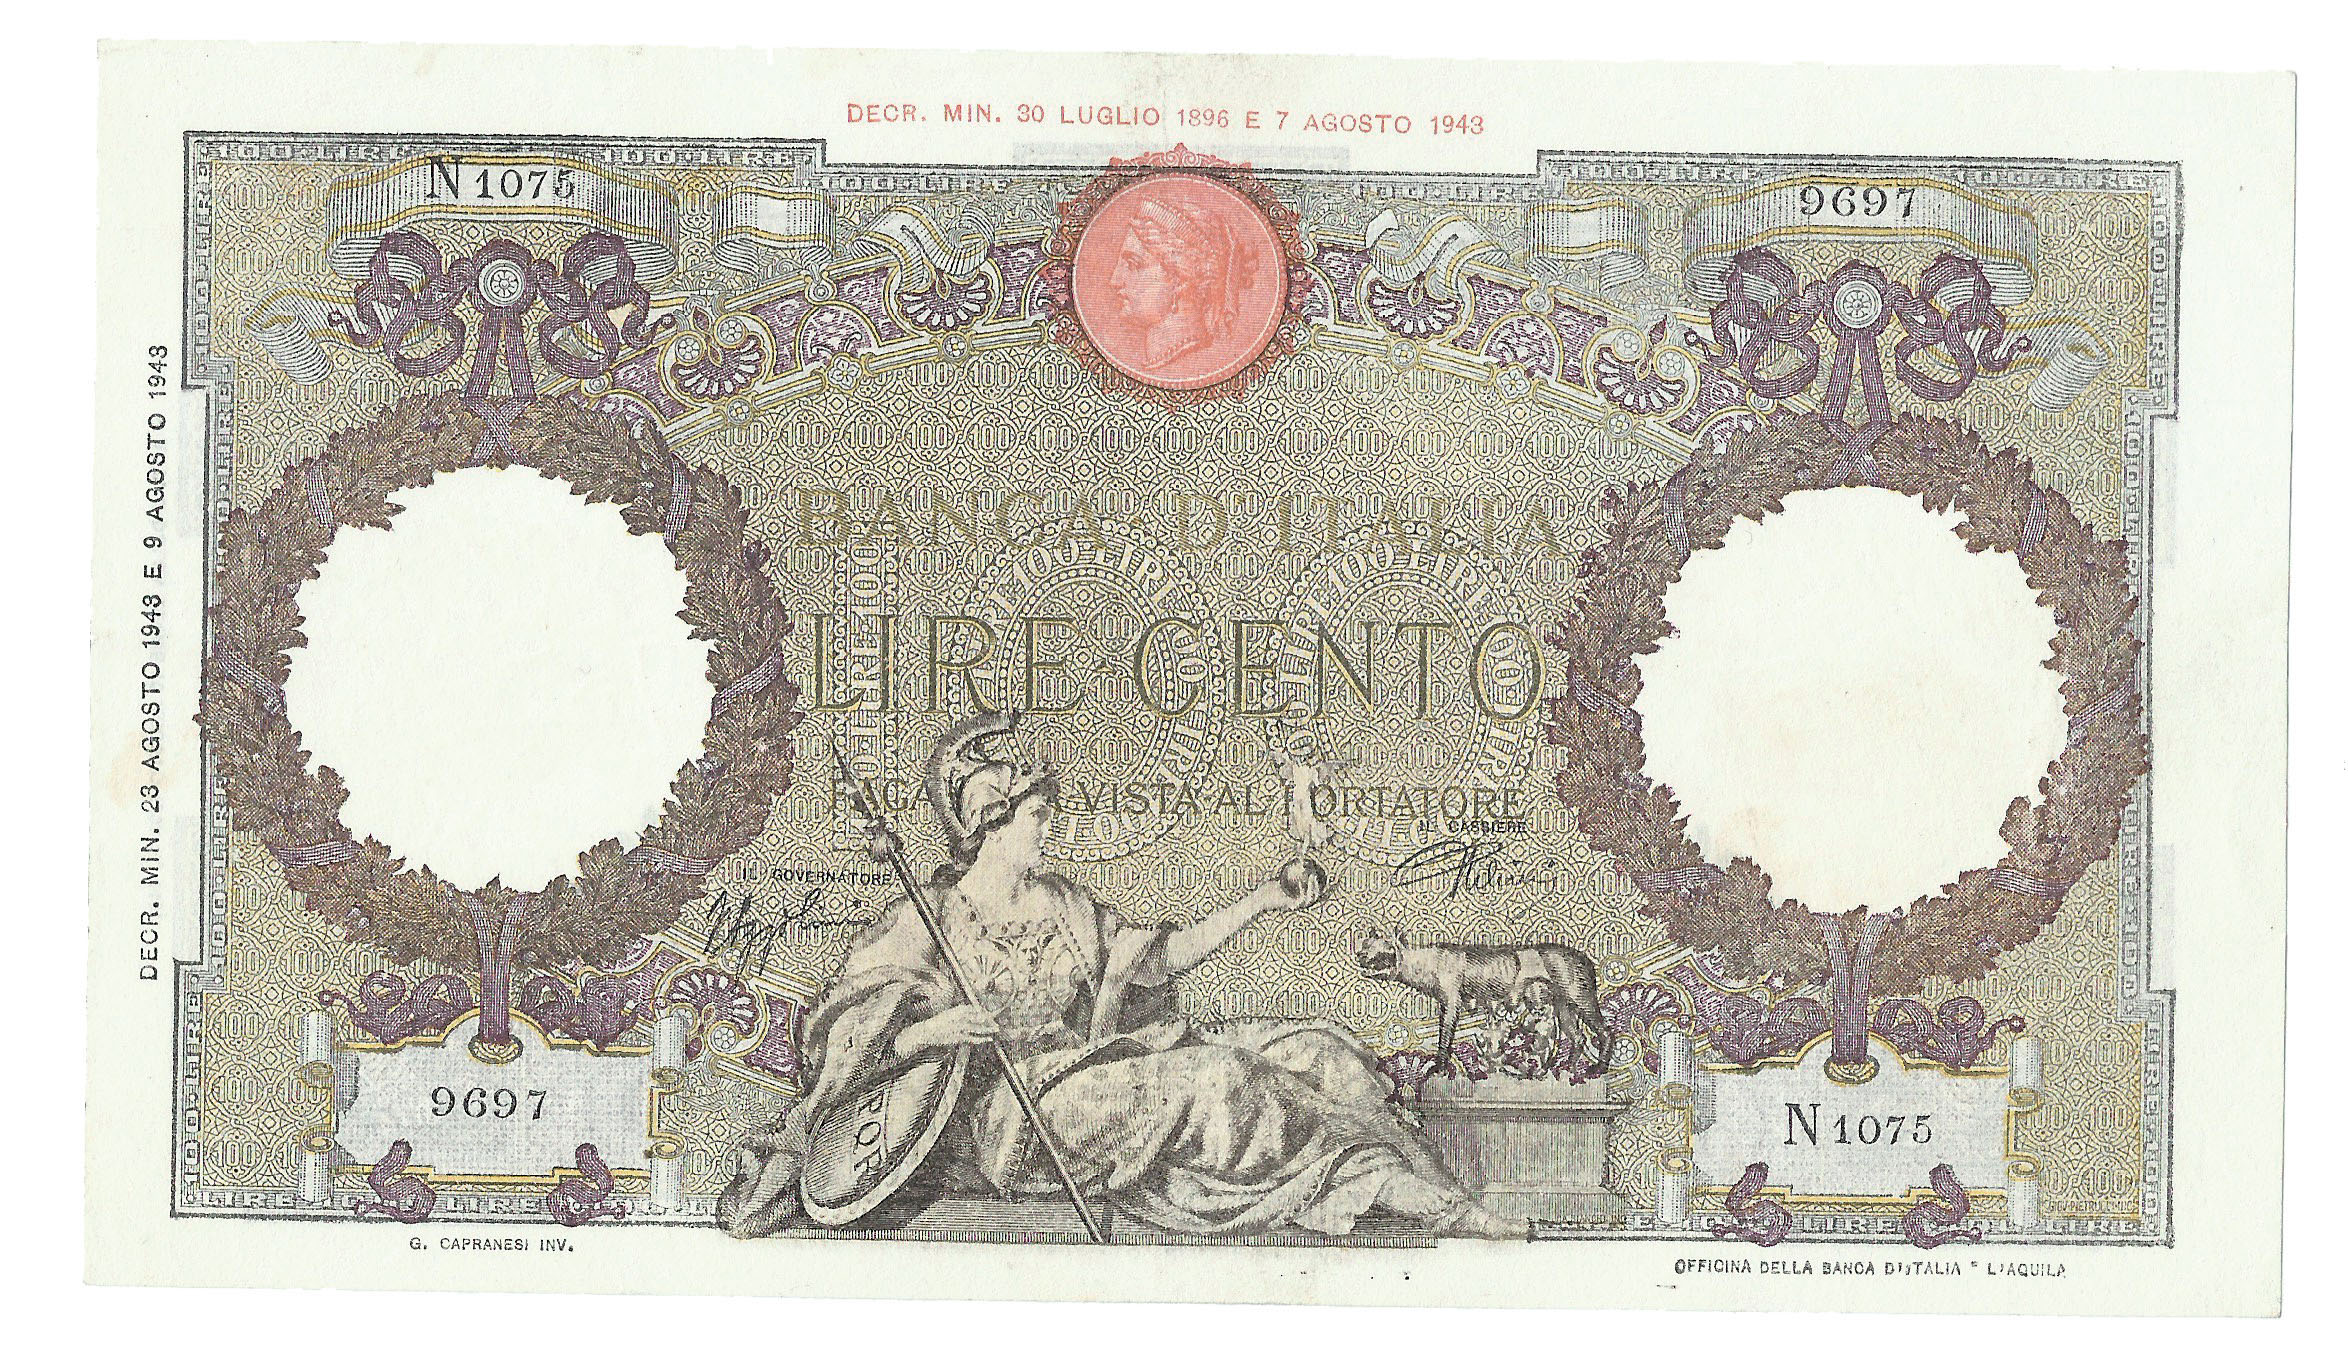 DECR. MIN. 30 LUGLIO 1896 E 7 AGOSTO 1943
DECR. MIN. 23 AGOSTO 1943 E 9 AGOSTO 1943
N 1075
9697
BANCA D'ITALIA
LIRE-CENTO
VISTA AL PORTATORE
IL GOVERNATORE
IL CASSIERE
9697
N 1075
G. CAPRANESI INV.
OFFICINA DELLA BANCA D'ITALIA - L'AQUILA